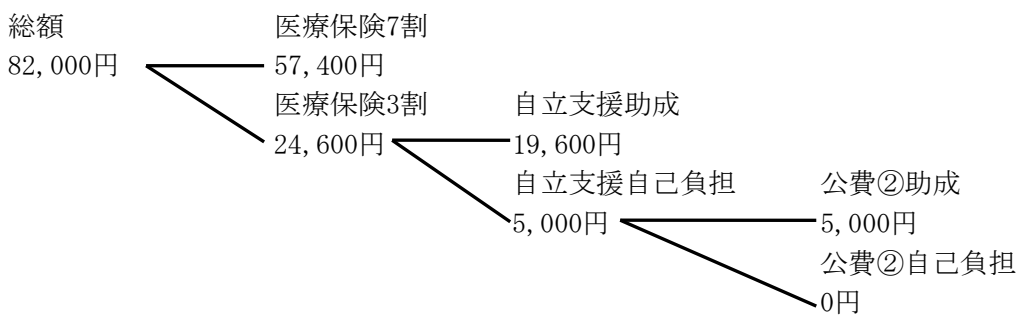 総額 医療保険7割
82,000円 57,400円
医療保険3割 自立支援助成
24,600円 19,600円
自立支援自己負担 公費②助成
5,000円 5,000円
公費②自己負担
0円